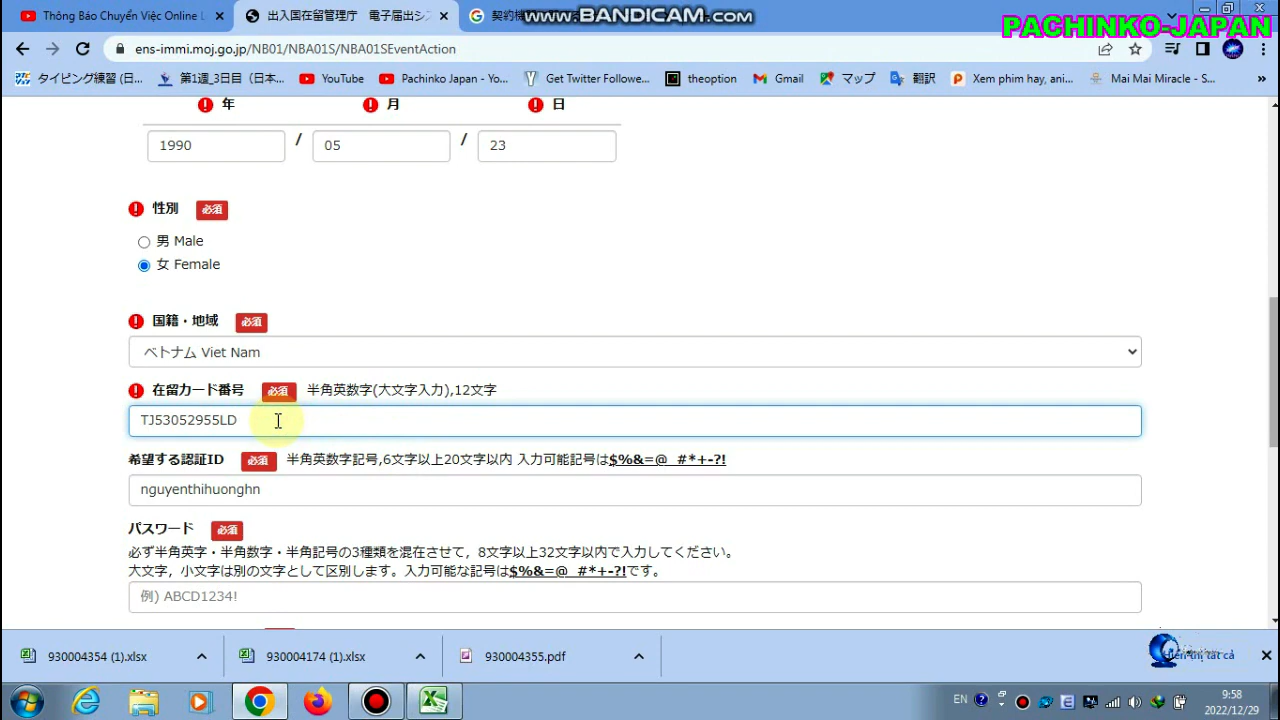 Thông Báo Chuyển Việc Online L
出入国在留管理庁 電子届出シス
契約機
www.BANDICAM.com
PACHINKO-JAPAN
ens-immi.moj.go.jp/NB01/NBA01S/NBA01SEventAction
タイピング練習 (日...
第1週_3日目 (日本...
YouTube
Pachinko Japan - Yo...
Get Twitter Followe...
theoption
Gmail
マップ
翻訳
Xem phim hay, ani...
Mai Mai Miracle - S...
»
年 月 日
1990 / 05 / 23
性別 必須
男 Male
女 Female
国籍・地域 必須
ベトナム Viet Nam
在留カード番号 必須 半角英数字(大文字入力),12文字
TJ53052955LD
希望する認証ID 必須 半角英数字記号,6文字以上20文字以内 入力可能記号は$%&=@_#*+-?!
nguyenthihuonghn
パスワード 必須
必ず半角英字・半角数字・半角記号の3種類を混在させて，8文字以上32文字以内で入力してください。
大文字，小文字は別の文字として区別します。入力可能な記号は$%&=@_#*+-?!です。
例) ABCD1234!
930004354 (1).xlsx
930004174 (1).xlsx
930004355.pdf
Hiển thị tất cả
EN
9:58
2022/12/29